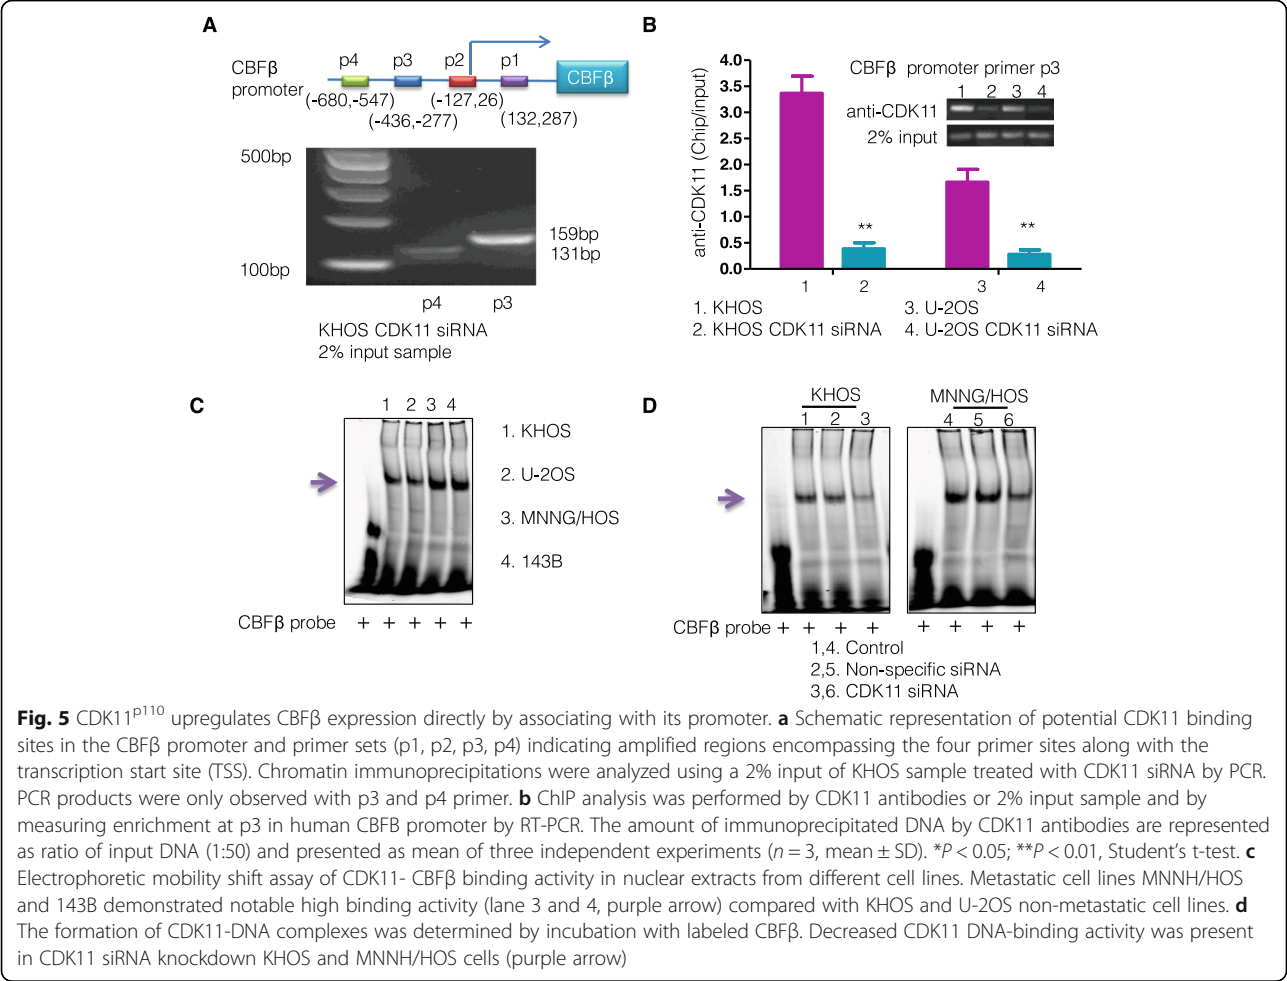 A
CBFβ promoter
p4 p3 p2 p1
CBFβ
(-680,-547) (-127,26)
(-436,-277) (132,287)
500bp
159bp
131bp
100bp
p4 p3
KHOS CDK11 siRNA
2% input sample
B
anti-CDK11 (Chip/input)
4.0
3.5
3.0
2.5
2.0
1.5
1.0
0.5
0.0
CBFβ promoter primer p3
1 2 3 4
anti-CDK11
2% input
** **
1 2 3 4
1. KHOS 3. U-2OS
2. KHOS CDK11 siRNA 4. U-2OS CDK11 siRNA
C
1 2 3 4
1. KHOS
2. U-2OS
3. MNNG/HOS
4. 143B
CBFβ probe + + + + +
D
KHOS MNNG/HOS
1 2 3 4 5 6
CBFβ probe + + + + + + + +
1,4. Control
2,5. Non-specific siRNA
3,6. CDK11 siRNA
Fig. 5 CDK11p110 upregulates CBFβ expression directly by associating with its promoter. a Schematic representation of potential CDK11 binding
sites in the CBFβ promoter and primer sets (p1, p2, p3, p4) indicating amplified regions encompassing the four primer sites along with the
transcription start site (TSS). Chromatin immunoprecipitations were analyzed using a 2% input of KHOS sample treated with CDK11 siRNA by PCR.
PCR products were only observed with p3 and p4 primer. b ChIP analysis was performed by CDK11 antibodies or 2% input sample and by
measuring enrichment at p3 in human CBFB promoter by RT-PCR. The amount of immunoprecipitated DNA by CDK11 antibodies are represented
as ratio of input DNA (1:50) and presented as mean of three independent experiments (n = 3, mean ± SD). *P < 0.05; **P < 0.01, Student's t-test. c
Electrophoretic mobility shift assay of CDK11- CBFβ binding activity in nuclear extracts from different cell lines. Metastatic cell lines MNNH/HOS
and 143B demonstrated notable high binding activity (lane 3 and 4, purple arrow) compared with KHOS and U-2OS non-metastatic cell lines. d
The formation of CDK11-DNA complexes was determined by incubation with labeled CBFβ. Decreased CDK11 DNA-binding activity was present
in CDK11 siRNA knockdown KHOS and MNNH/HOS cells (purple arrow)